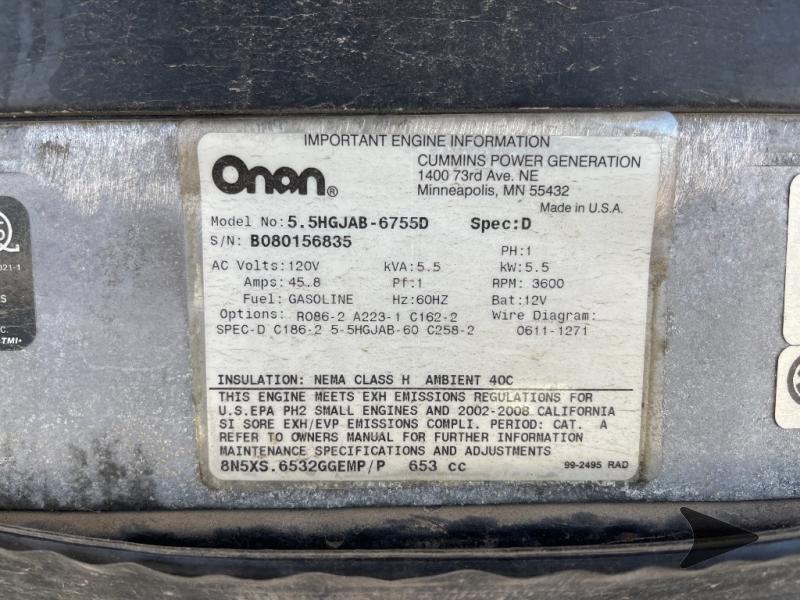 IMPORTANT ENGINE INFORMATION
Onan®
CUMMINS POWER GENERATION
1400 73rd Ave. NE
Minneapolis, MN 55432
Made in U.S.A.
Model No:5.5HGJAB-6755D Spec:D
S/N: B080156835
PH:1
AC Volts:120V kVA:5.5 kW:5.5
Amps:45.8 Pf:1 RPM: 3600
Fuel:GASOLINE Hz:60HZ Bat:12V
Options: R086-2 A223-1 C162-2 Wire Diagram:
SPEC-D C186-2 5-5HGJAB-60 C258-2 0611-1271
INSULATION: NEMA CLASS H AMBIENT 40C
THIS ENGINE MEETS EXH EMISSIONS REGULATIONS FOR
U.S.EPA PH2 SMALL ENGINES AND 2002-2008 CALIFORNIA
SI SORE EXH/EVP EMISSIONS COMPLI. PERIOD: CAT. A
REFER TO OWNERS MANUAL FOR FURTHER INFORMATION
MAINTENANCE SPECIFICATIONS AND ADJUSTMENTS
8N5XS.6532GGEMP/P 653 cc
99-2495 RAD
021-1
S
C.
TMI•